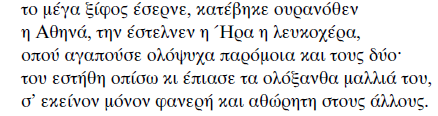 το μέγα ξίφος έσερνε, κατέβηκε ουρανόθεν
η Αθηνά, την έστελνεν η Ήρα η λευκοχέρα,
οπού αγαπούσε ολόψυχα παρόμοια και τους δύο·
του εστήθη οπίσω κι έπιασε τα ολόξανθα μαλλιά του,
σ' εκείνον μόνον φανερή και αθώρητη στους άλλους.